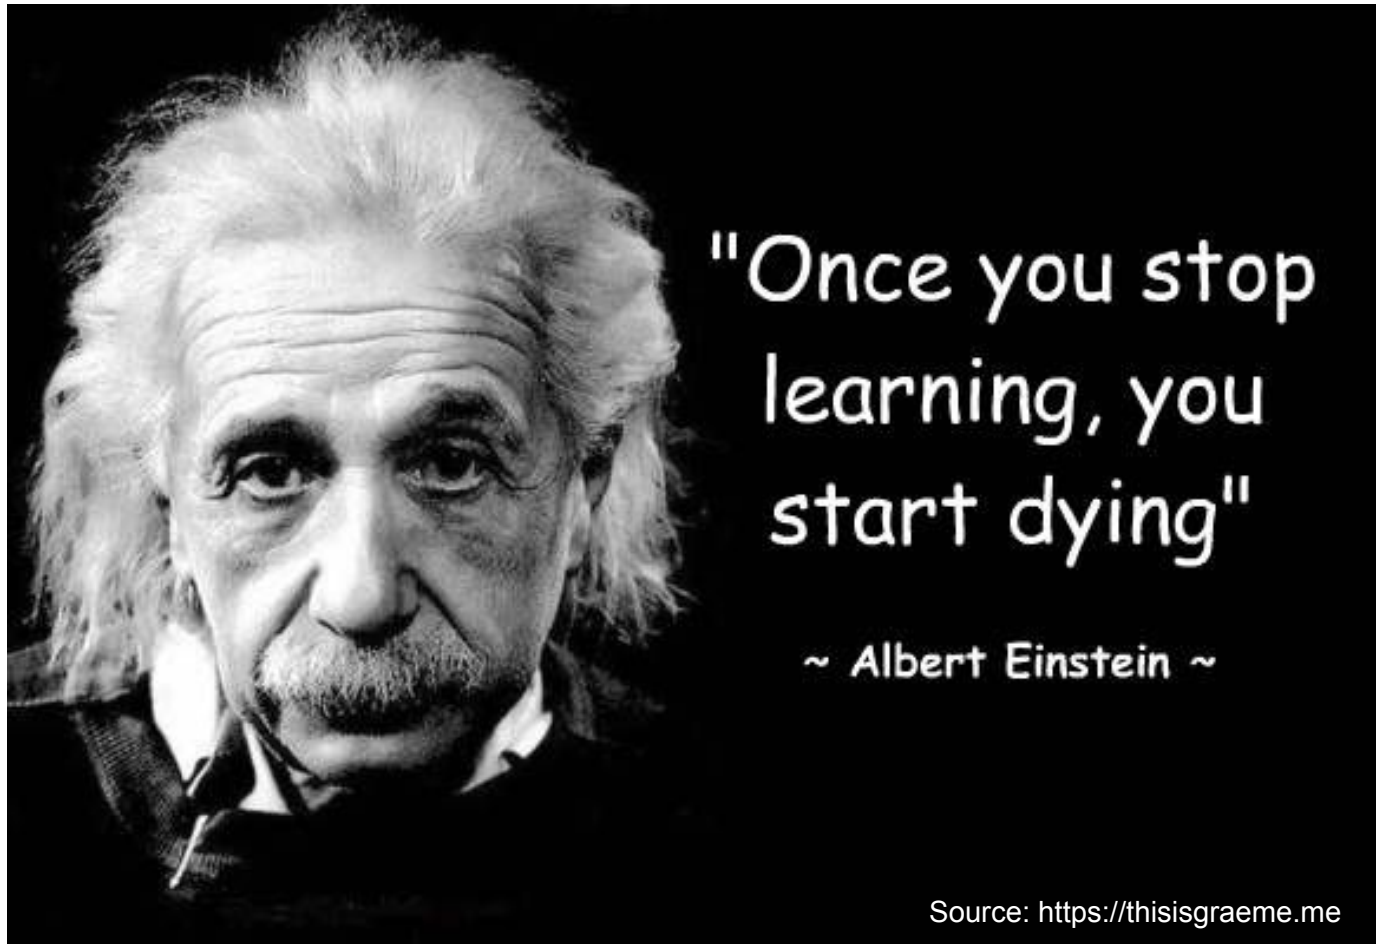 "Once you stop
learning, you
start dying"
~ Albert Einstein ~
Source: https://thisisgraeme.me